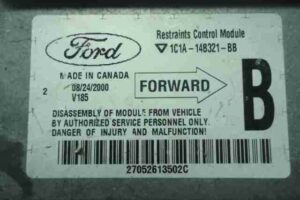 Ford
Restraints Control Module
1C1A-14B321-BB
MADE IN CANADA
08/24/2000
V185
2
FORWARD
B
DISASSEMBLY OF MODULE FROM VEHICLE
BY AUTHORIZED SERVICE PERSONNEL ONLY.
DANGER OF INJURY AND MALFUNCTION!
27052613502C